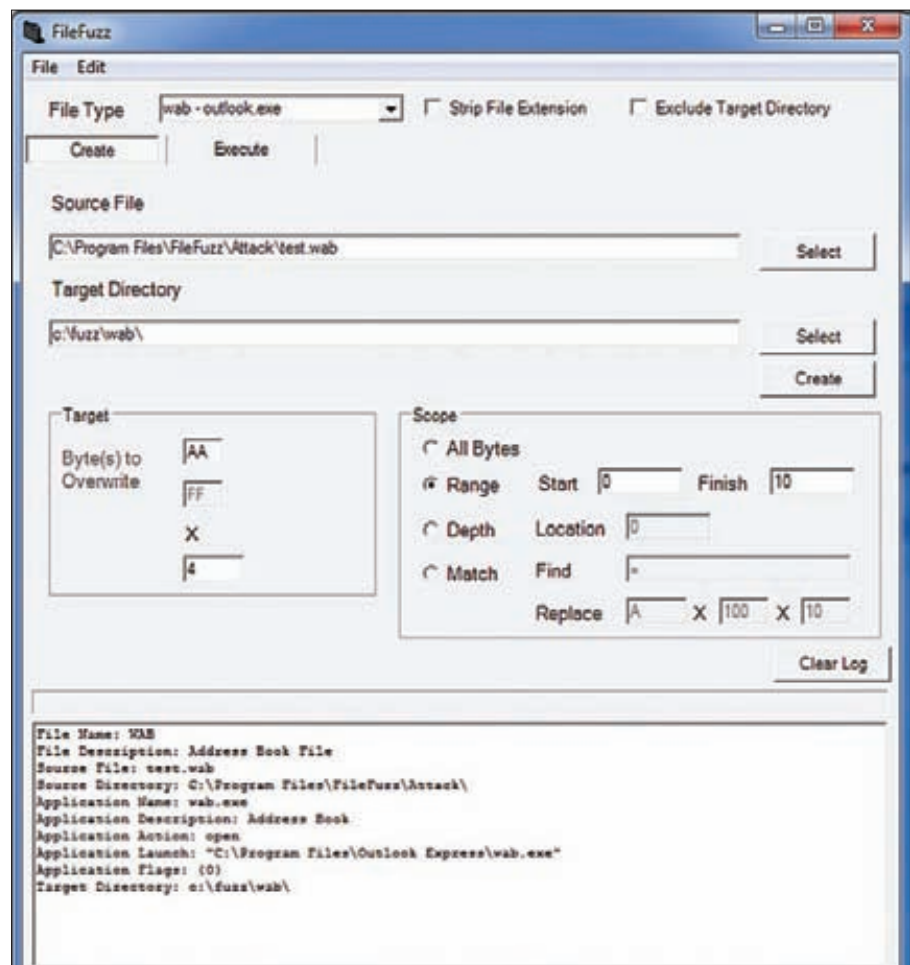 FileFuzz
File Edit
File Type wab - outlook.exe Strip File Extension Exclude Target Directory
Create Execute
Source File
C:\Program Files\FileFuzz\Attack\test.wab Select
Target Directory
c:\fuzz\wab\ Select
Create
Target
Byte(s) to Overwrite
AA
FF
X
4
Scope
All Bytes
Range Start 0 Finish 10
Depth Location 0
Match Find =
Replace A X 100 X 10
Clear Log
File Name: WAB
File Description: Address Book File
Source File: test.wab
Source Directory: C:\Program Files\FileFuzz\Attack\
Application Name: wab.exe
Application Description: Address Book
Application Action: open
Application Launch: "C:\Program Files\Outlook Express\wab.exe"
Application Flags: {0}
Target Directory: c:\fuzz\wab\